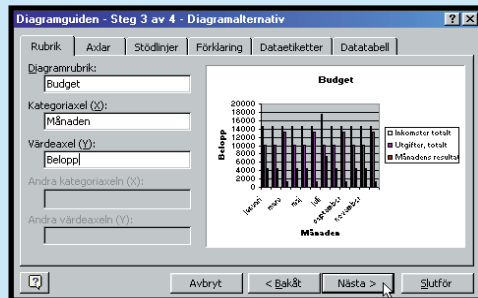 Diagramguiden - Steg 3 av 4 - Diagramalternativ
Rubrik Axlar Stödlinjer Förklaring Dataetiketter Datatabell
Diagramrubrik:
Budget
Kategoriaxel (X):
Månaden
Värdeaxel (Y):
Belopp
Andra kategoriaxeln (X):
Andra värdeaxeln (Y):
Budget
Belopp
20000
18000
16000
14000
12000
10000
8000
6000
4000
2000
0
januari
mars
maj
juli
september
november
Månaden
Inkomster totalt
Utgifter, totalt
Månadens resultat
Avbryt < Bakåt Nästa > Slutför